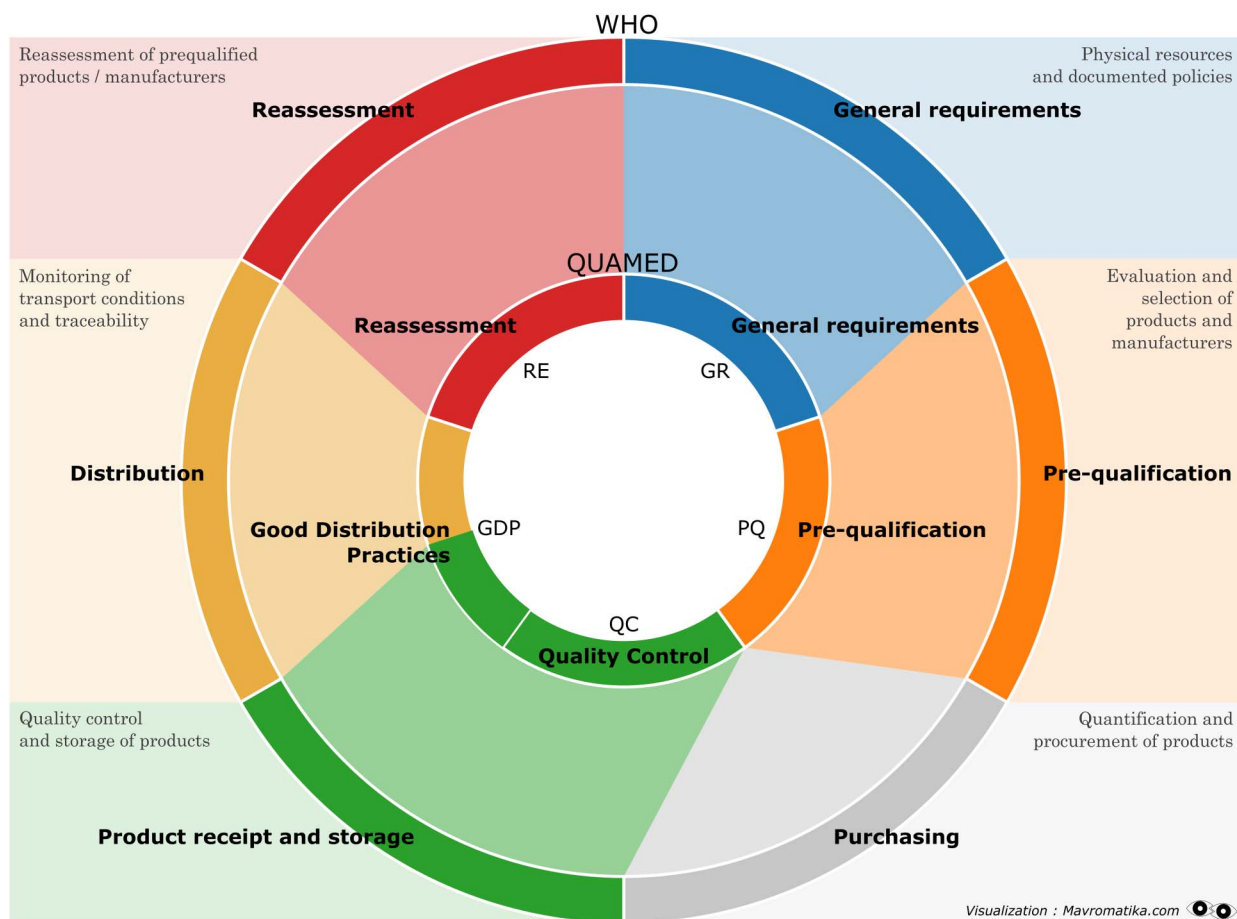 WHO
Reassessment of prequalified
products / manufacturers
Physical resources
and documented policies
Reassessment
General requirements
QUAMED
Monitoring of
transport conditions
and traceability
Evaluation and
selection of
products and
manufacturers
Reassessment
General requirements
RE
GR
Distribution
Pre-qualification
Good Distribution
Practices
GDP
PQ
Pre-qualification
QC
Quality Control
Quality control
and storage of products
Quantification and
procurement of products
Product receipt and storage
Purchasing
Visualization : Mavromatika.com